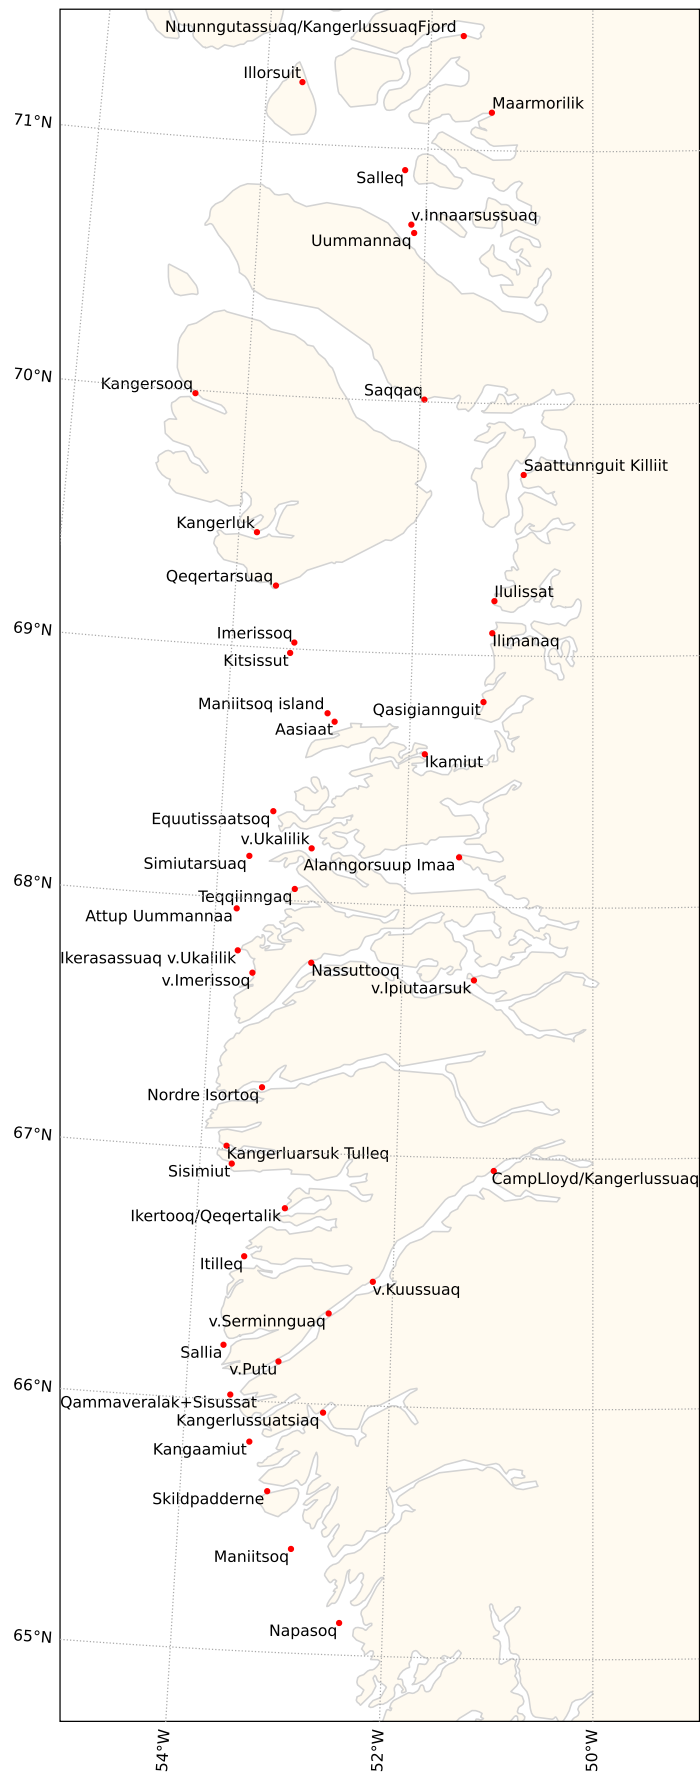 Nuunngutassuaq/KangerlussuaqFjord
Illorsuit
Maarmorilik
71°N
Salleq
v.Innaarsussuaq
Uummannaq
70°N
Kangersooq
Saqqaq
Saattunnguit Killiit
Kangerluk
Qeqertarsuaq
Ilulissat
69°N
Imerissoq
Ilimanaq
Kitsissut
Maniitsoq island
Qasigiannguit
Aasiaat
Ikamiut
Equutissaatsoq
v.Ukalilik
Simiutarsuaq
Alanngorsuup Imaa
68°N
Teqqiinngaq
Attup Uummannaa
Ikerasassuaq v.Ukalilik
Nassuttooq
v.Imerissoq
v.Ipiutaarsuk
Nordre Isortoq
67°N
Kangerluarsuk Tulleq
Sisimiut
CampLloyd/Kangerlussuaq
Ikertooq/Qeqertalik
Itilleq
v.Kuussuaq
v.Serminnguaq
Sallia
v.Putu
66°N
Qammaveralak+Sisussat
Kangerlussuatsiaq
Kangaamiut
Skildpadderne
Maniitsoq
Napasoq
65°N
54°W
52°W
50°W